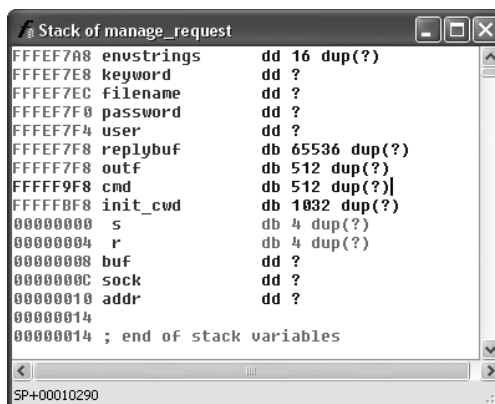 Stack of manage_request
FFFEF7A8 envstrings dd 16 dup(?)
FFFEF7E8 keyword dd ?
FFFEF7EC filename dd ?
FFFEF7F0 password dd ?
FFFEF7F4 user dd ?
FFFEF7F8 replybuf db 65536 dup(?)
FFFFF7F8 outf db 512 dup(?)
FFFFF9F8 cmd db 512 dup(?)
FFFFFBF8 init_cwd db 1032 dup(?)
00000000 s db 4 dup(?)
00000004 r db 4 dup(?)
00000008 buf dd ?
0000000C sock dd ?
00000010 addr dd ?
00000014
00000014 ; end of stack variables
SP+00010290